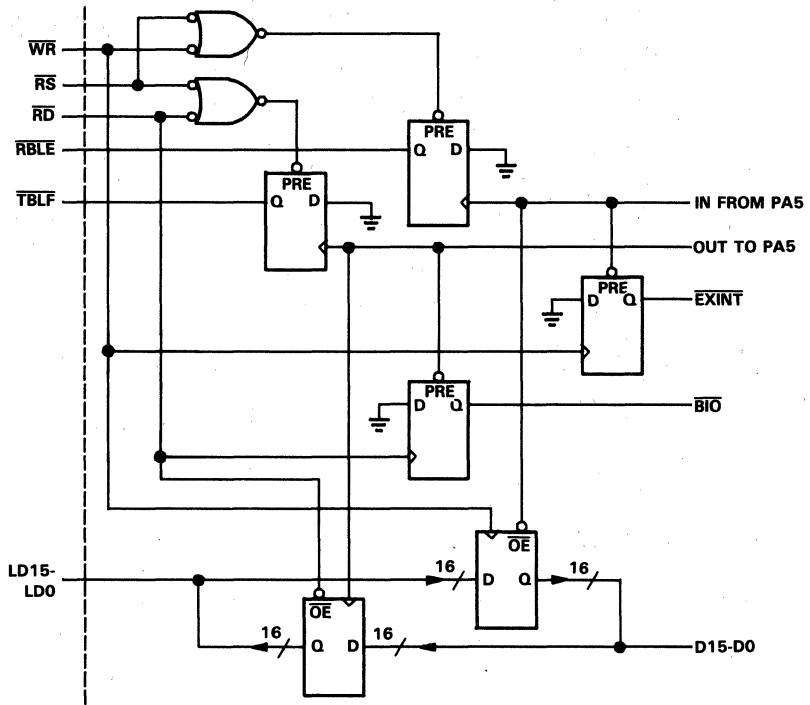 WR
RS
RD
RBLE
TBLF
PRE
Q D
PRE
Q D
IN FROM PA5
OUT TO PA5
PRE
D Q
EXINT
PRE
D Q
BIO
LD15-
LD0
16
OE
D Q
16
OE
16
Q D
16
D15-D0